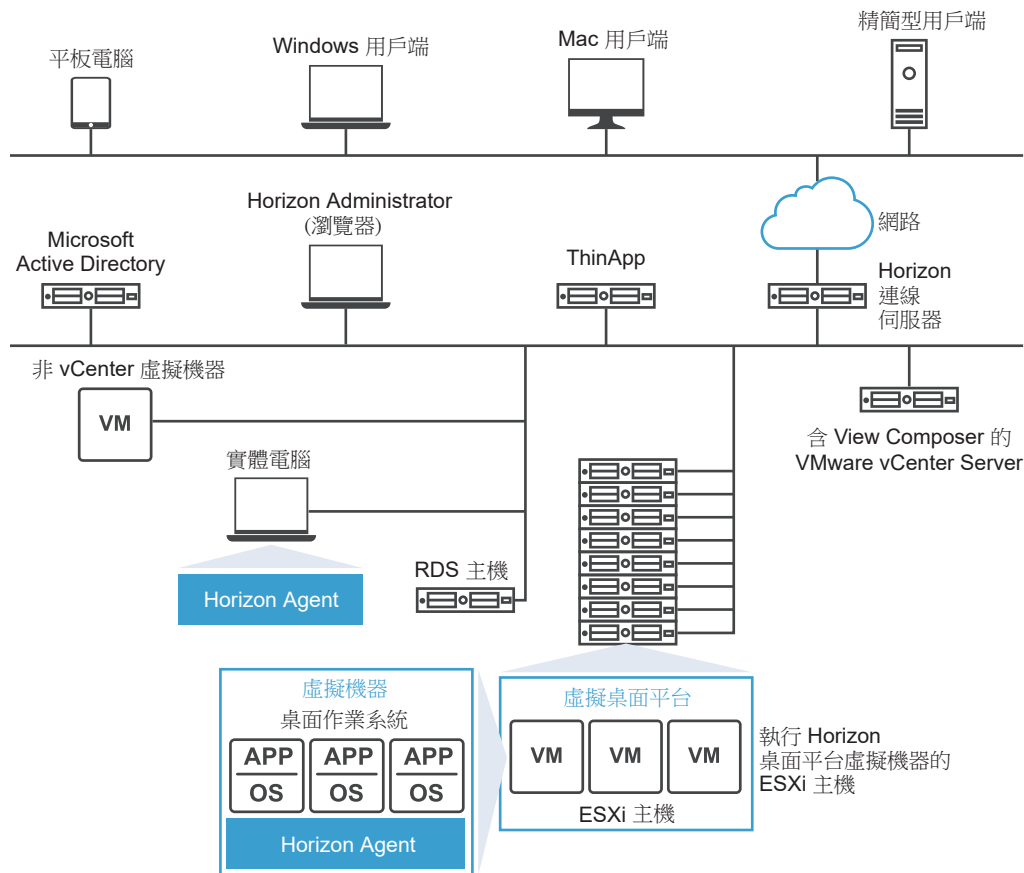 平板電腦
Windows 用戶端
Mac 用戶端
精簡型用戶端
Microsoft
Active Directory
Horizon Administrator
(瀏覽器)
ThinApp
網路
Horizon
連線
伺服器
非 vCenter 虛擬機器
VM
含 View Composer 的
VMware vCenter Server
實體電腦
Horizon Agent
RDS 主機
虛擬機器
桌面作業系統
APP APP APP
OS OS OS
Horizon Agent
虛擬桌面平台
VM VM VM
ESXi 主機
執行 Horizon
桌面平台虛擬機器的
ESXi 主機